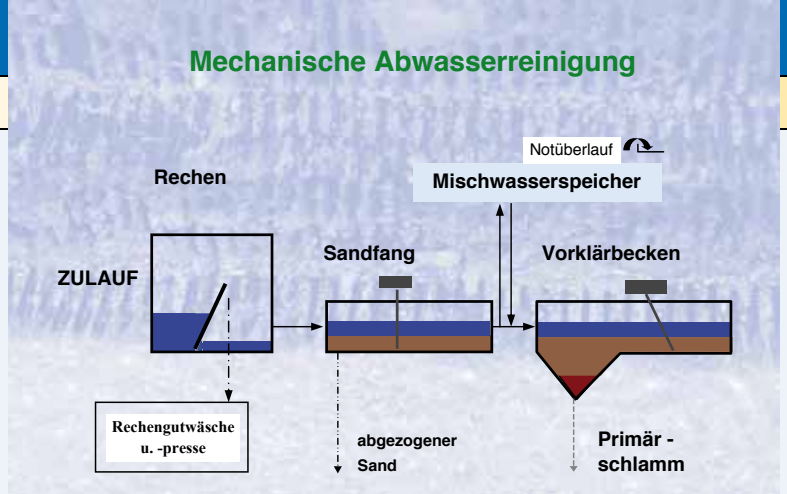 Mechanische Abwasserreinigung
Notüberlauf
Rechen
Mischwasserspeicher
ZULAUF
Sandfang
Vorklärbecken
Rechengutwäsche
u. -presse
abgezogener
Sand
Primär -
schlamm